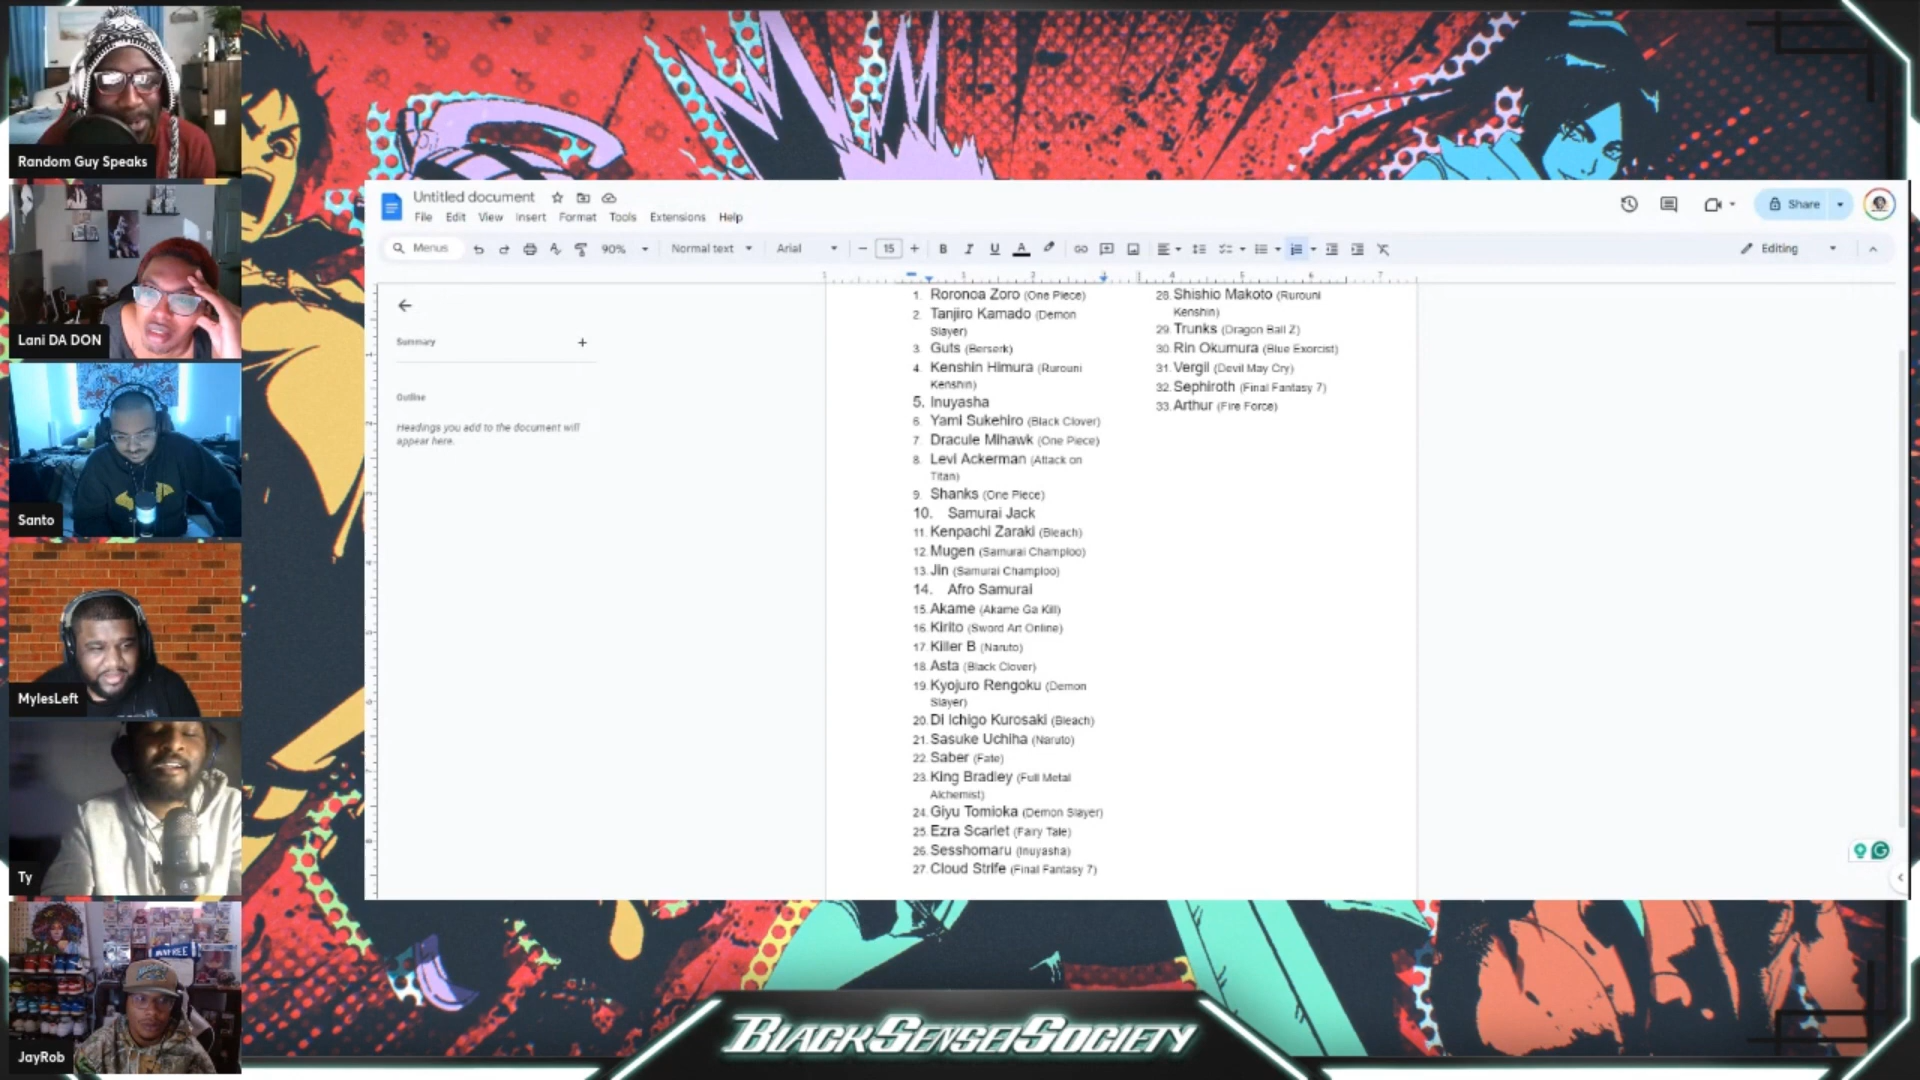 Random Guy Speaks
Lani DA DON
Santo
MylesLeft
Ty
JayRob
Untitled document
File Edit View Insert Format Tools Extensions Help
Share
Menus
90%
Normal text
Arial
15
Editing
Summary
Outline
Headings you add to the document will
appear here.
1. Roronoa Zoro (One Piece)
2. Tanjiro Kamado (Demon
Slayer)
3. Guts (Berserk)
4. Kenshin Himura (Rurouni
Kenshin)
5. Inuyasha
6. Yami Sukehiro (Black Clover)
7. Dracule Mihawk (One Piece)
8. Levi Ackerman (Attack on
Titan)
9. Shanks (One Piece)
10. Samurai Jack
11. Kenpachi Zaraki (Bleach)
12. Mugen (Samurai Champloo)
13. Jin (Samurai Champloo)
14. Afro Samurai
15. Akame (Akame Ga Kill)
16. Kirito (Sword Art Online)
17. Killer B (Naruto)
18. Asta (Black Clover)
19. Kyojuro Rengoku (Demon
Slayer)
20. DI Ichigo Kurosaki (Bleach)
21. Sasuke Uchiha (Naruto)
22. Saber (Fate)
23. King Bradley (Full Metal
Alchemist)
24. Giyu Tomioka (Demon Slayer)
25. Ezra Scarlet (Fairy Tale)
26. Sesshomaru (Inuyasha)
27. Cloud Strife (Final Fantasy 7)
28. Shishio Makoto (Rurouni
Kenshin)
29. Trunks (Dragon Ball Z)
30. Rin Okumura (Blue Exorcist)
31. Vergil (Devil May Cry)
32. Sephiroth (Final Fantasy 7)
33. Arthur (Fire Force)
BLACKSENSEISOCIETY